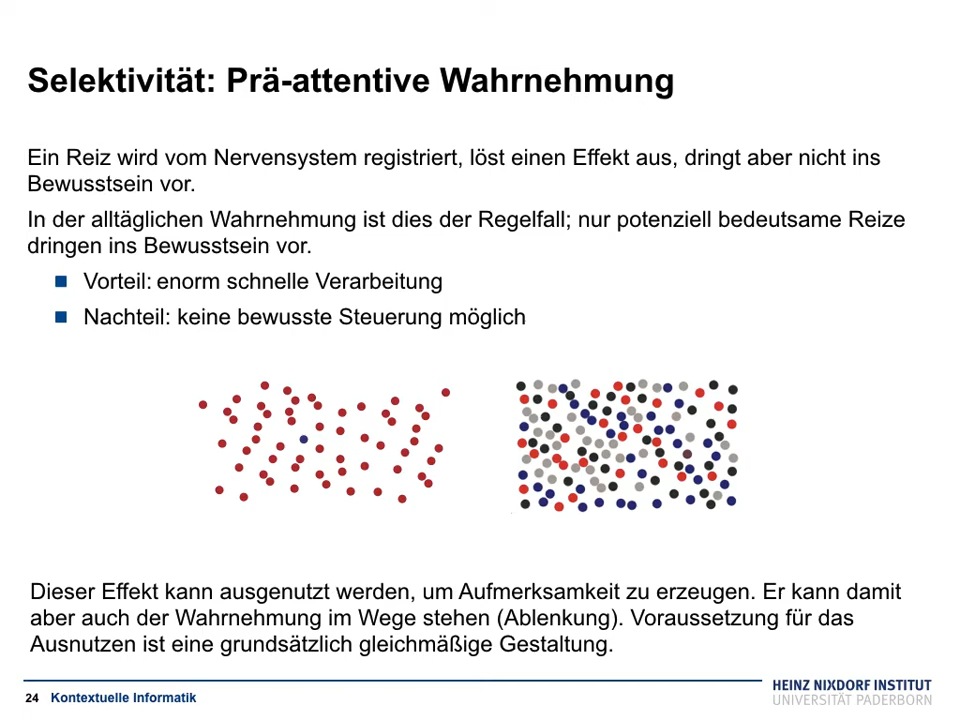 Selektivität: Prä-attentive Wahrnehmung
Ein Reiz wird vom Nervensystem registriert, löst einen Effekt aus, dringt aber nicht ins
Bewusstsein vor.
In der alltäglichen Wahrnehmung ist dies der Regelfall; nur potenziell bedeutsame Reize
dringen ins Bewusstsein vor.
Vorteil: enorm schnelle Verarbeitung
Nachteil: keine bewusste Steuerung möglich
Dieser Effekt kann ausgenutzt werden, um Aufmerksamkeit zu erzeugen. Er kann damit
aber auch der Wahrnehmung im Wege stehen (Ablenkung). Voraussetzung für das
Ausnutzen ist eine grundsätzlich gleichmäßige Gestaltung.
24 Kontextuelle Informatik
HEINZ NIXDORF INSTITUT
UNIVERSITÄT PADERBORN